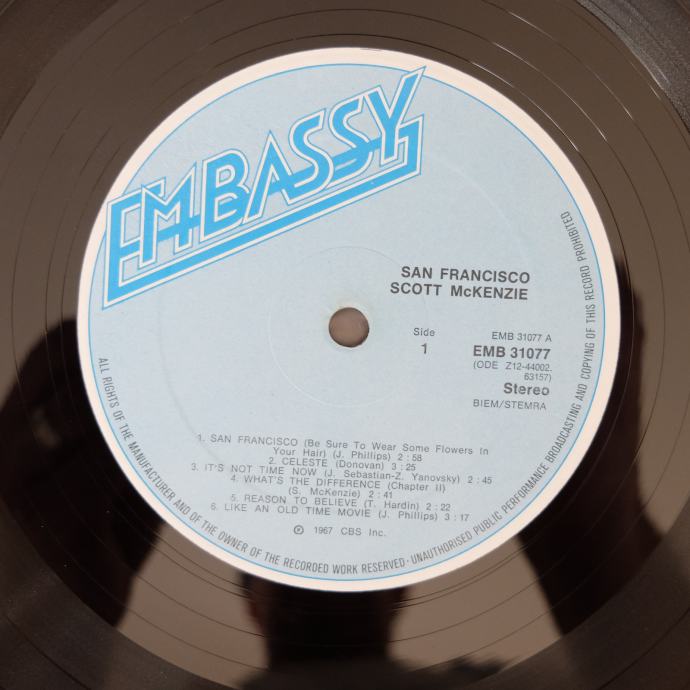 EMBASSY
SAN FRANCISCO
SCOTT McKENZIE
Side
1
EMB 31077 A
EMB 31077
(ODE Z12-44002.
63157)
Stereo
BIEM/STEMRA
1. SAN FRANCISCO (Be Sure To Wear Some Flowers In
Your Hair) (J. Phillips) 2:58
2. CELESTE (Donovan) 3:25
3. IT'S NOT TIME NOW (J. Sebastian-Z. Yanovsky) 2:45
4. WHAT'S THE DIFFERENCE (Chapter II)
(S. McKenzie) 2:41
5. REASON TO BELIEVE (T. Hardin) 2:22
6. LIKE AN OLD TIME MOVIE (J. Phillips) 3:17
℗ 1967 CBS Inc.
ALL RIGHTS OF THE MANUFACTURER AND OF THE OWNER OF THE RECORDED WORK RESERVED · UNAUTHORISED PUBLIC PERFORMANCE BROADCASTING AND COPYING OF THIS RECORD PROHIBITED